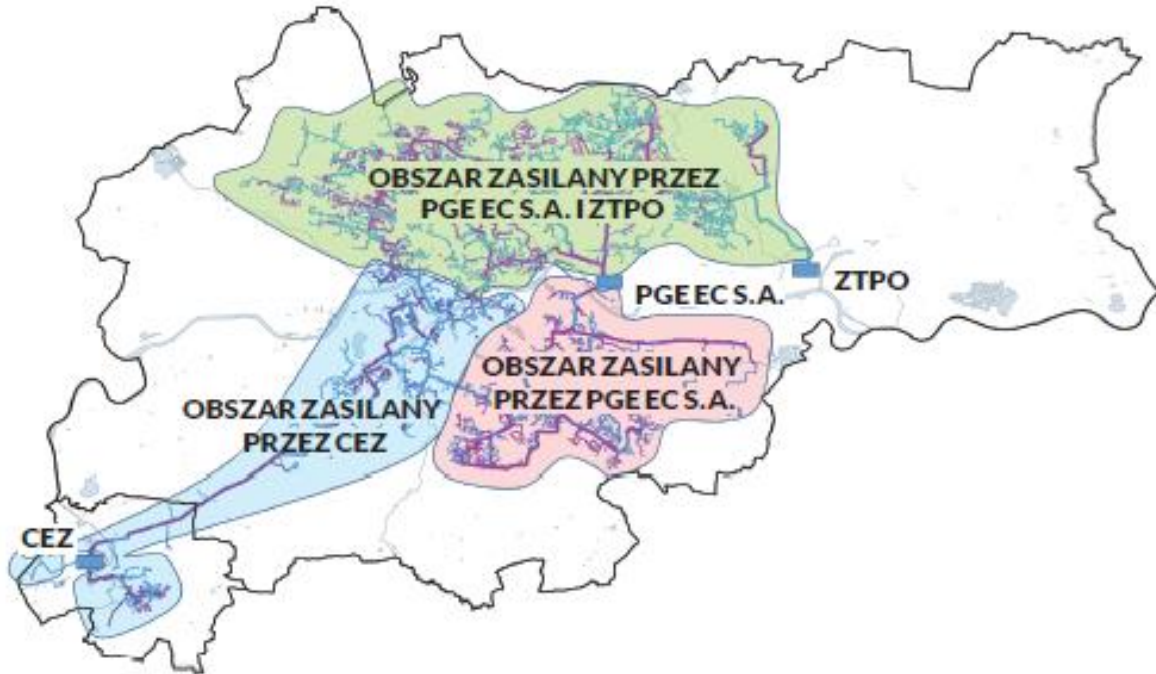 OBSZAR ZASILANY PRZEZ
PGE EC S.A. I ZTPO
ZTPO
PGE EC S.A.
OBSZAR ZASILANY
PRZEZ PGE EC S.A.
OBSZAR ZASILANY
PRZEZ CEZ
CEZ